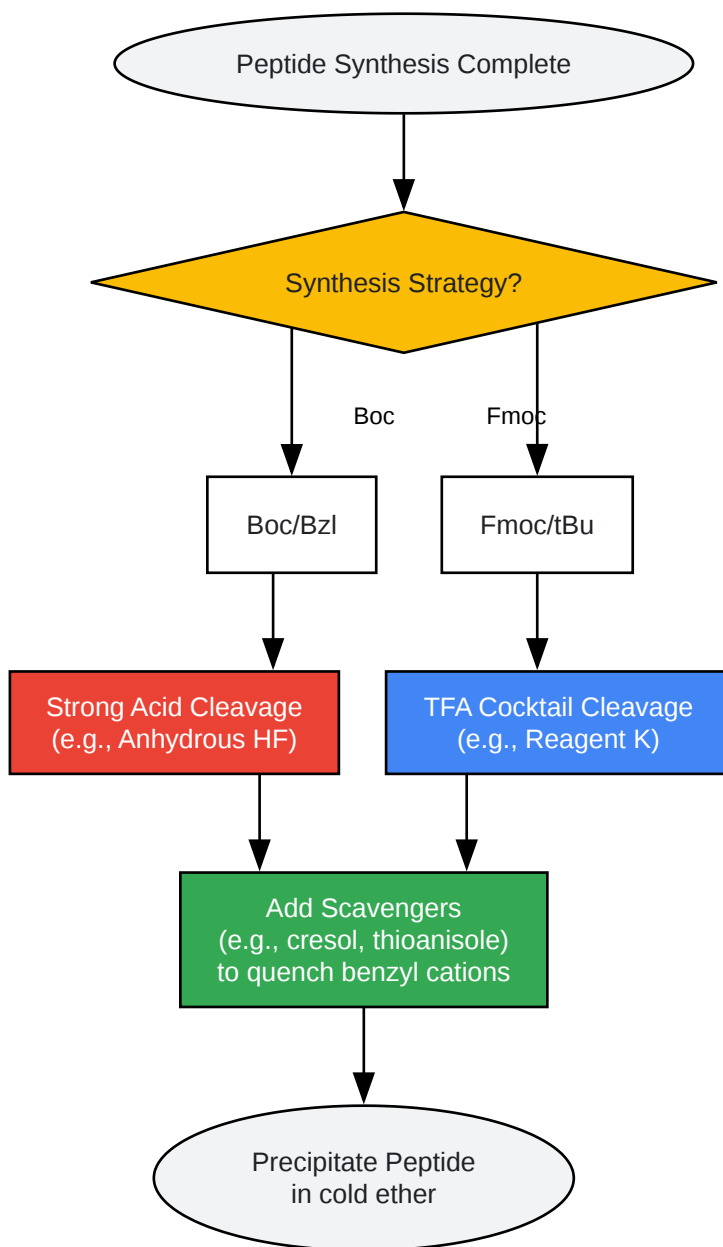 Peptide Synthesis Complete
Synthesis Strategy?
Boc
Fmoc
Boc/Bzl
Fmoc/tBu
Strong Acid Cleavage
(e.g., Anhydrous HF)
TFA Cocktail Cleavage
(e.g., Reagent K)
Add Scavengers
(e.g., cresol, thioanisole)
to quench benzyl cations
Precipitate Peptide
in cold ether